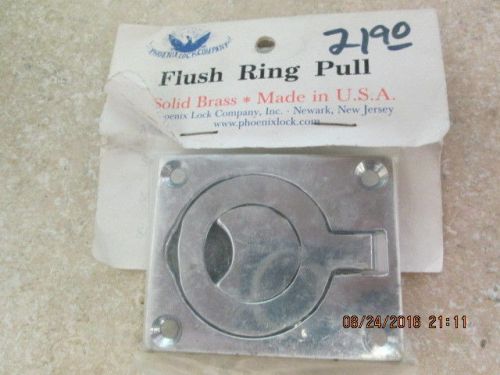 PHOENIX LOCK COMPANY
2190
Flush Ring Pull
Solid Brass * Made in U.S.A.
Phoenix Lock Company, Inc. · Newark, New Jersey
www.phoenixlock.com
08/24/2016 21:11